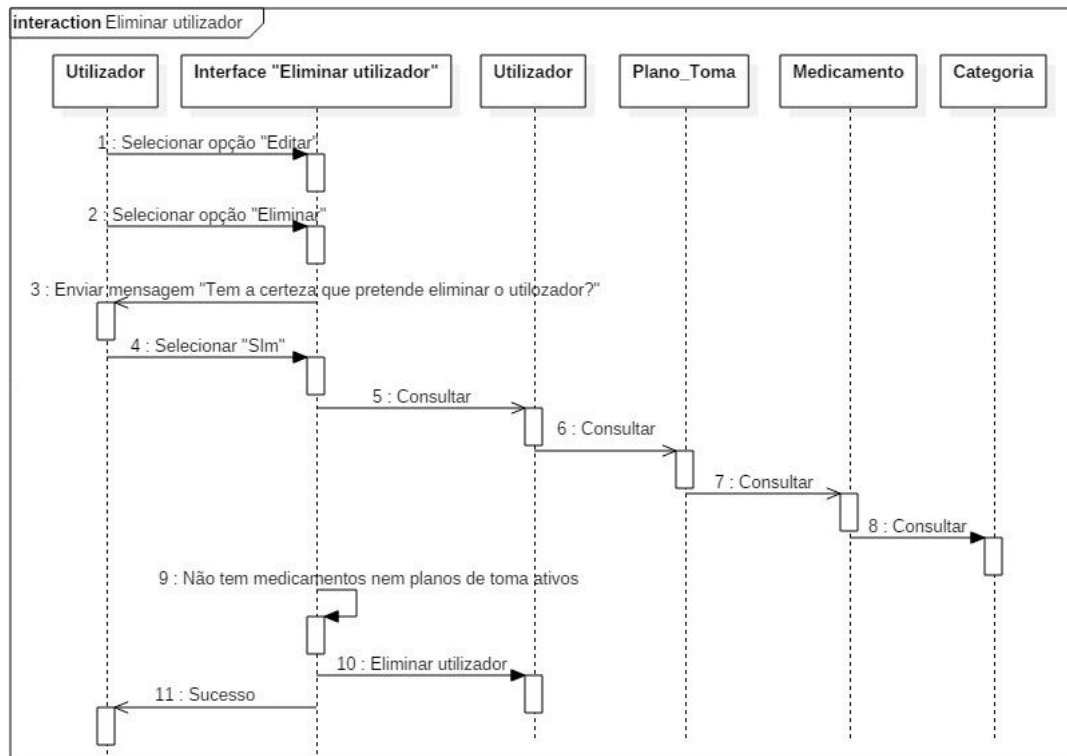 interaction Eliminar utilizador
Utilizador
Interface "Eliminar utilizador"
Utilizador
Plano_Toma
Medicamento
Categoria
1 : Selecionar opção "Editar"
2 : Selecionar opção "Eliminar"
3 : Enviar mensagem "Tem a certeza que pretende eliminar o utilozador?"
4 : Selecionar "SIm"
5 : Consultar
6 : Consultar
7 : Consultar
8 : Consultar
9 : Não tem medicamentos nem planos de toma ativos
10 : Eliminar utilizador
11 : Sucesso